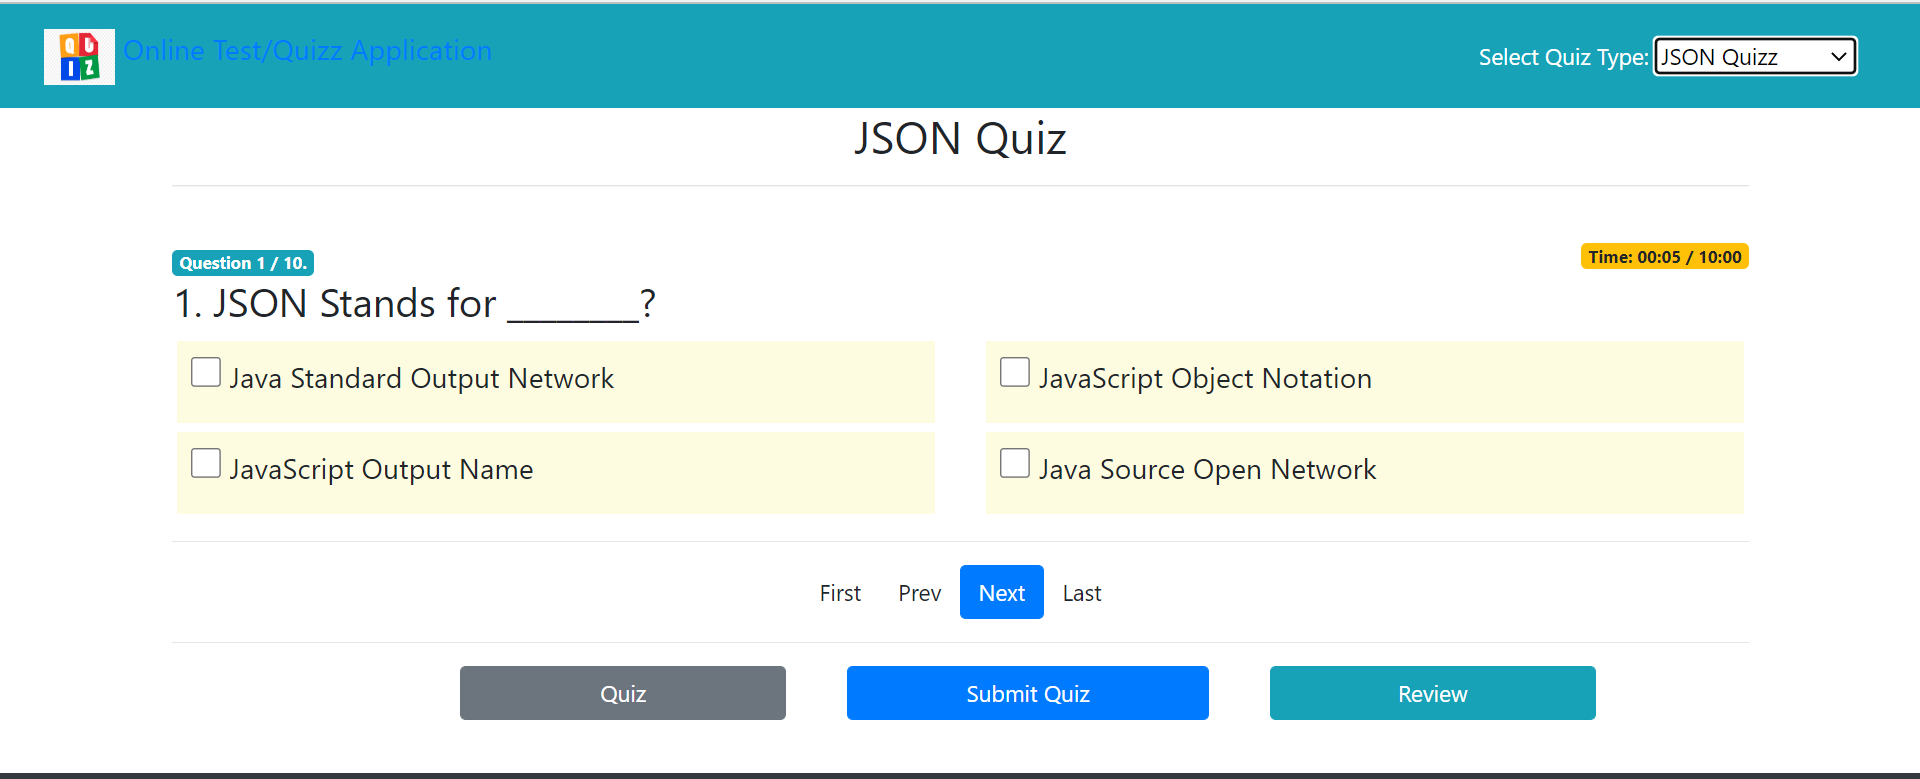 QUIZ
Online Test/Quizz Application
Select Quiz Type: JSON Quizz
JSON Quiz
Question 1 / 10.
Time: 00:05 / 10:00
1. JSON Stands for ________?
Java Standard Output Network
JavaScript Object Notation
JavaScript Output Name
Java Source Open Network
First Prev Next Last
Quiz Submit Quiz Review